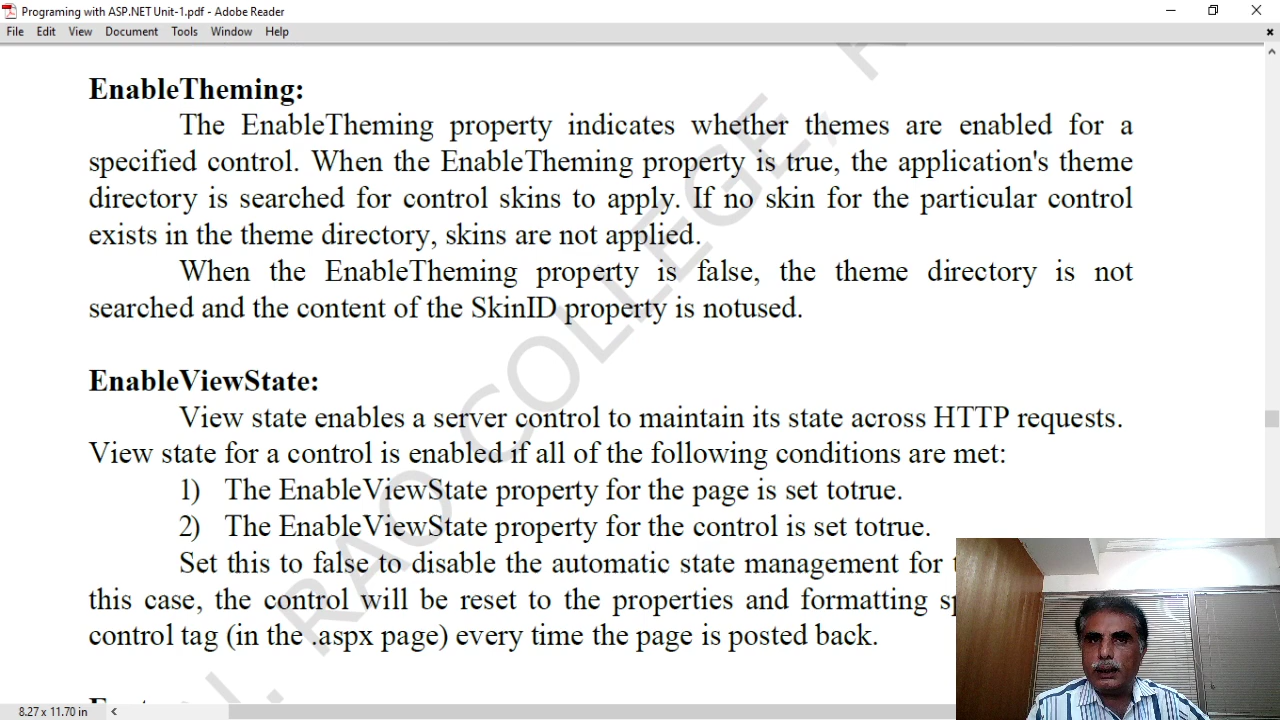 Programing with ASP.NET Unit-1.pdf - Adobe Reader
File Edit View Document Tools Window Help
EnableTheming:
The EnableTheming property indicates whether themes are enabled for a
specified control. When the EnableTheming property is true, the application's theme
directory is searched for control skins to apply. If no skin for the particular control
exists in the theme directory, skins are not applied.
When the EnableTheming property is false, the theme directory is not
searched and the content of the SkinID property is notused.
EnableViewState:
View state enables a server control to maintain its state across HTTP requests.
View state for a control is enabled if all of the following conditions are met:
1) The EnableViewState property for the page is set totrue.
2) The EnableViewState property for the control is set totrue.
Set this to false to disable the automatic state management for
this case, the control will be reset to the properties and formatting
control tag (in the .aspx page) every time the page is posted back.
RAO COLLEGE,
8.27 x 11.70 in